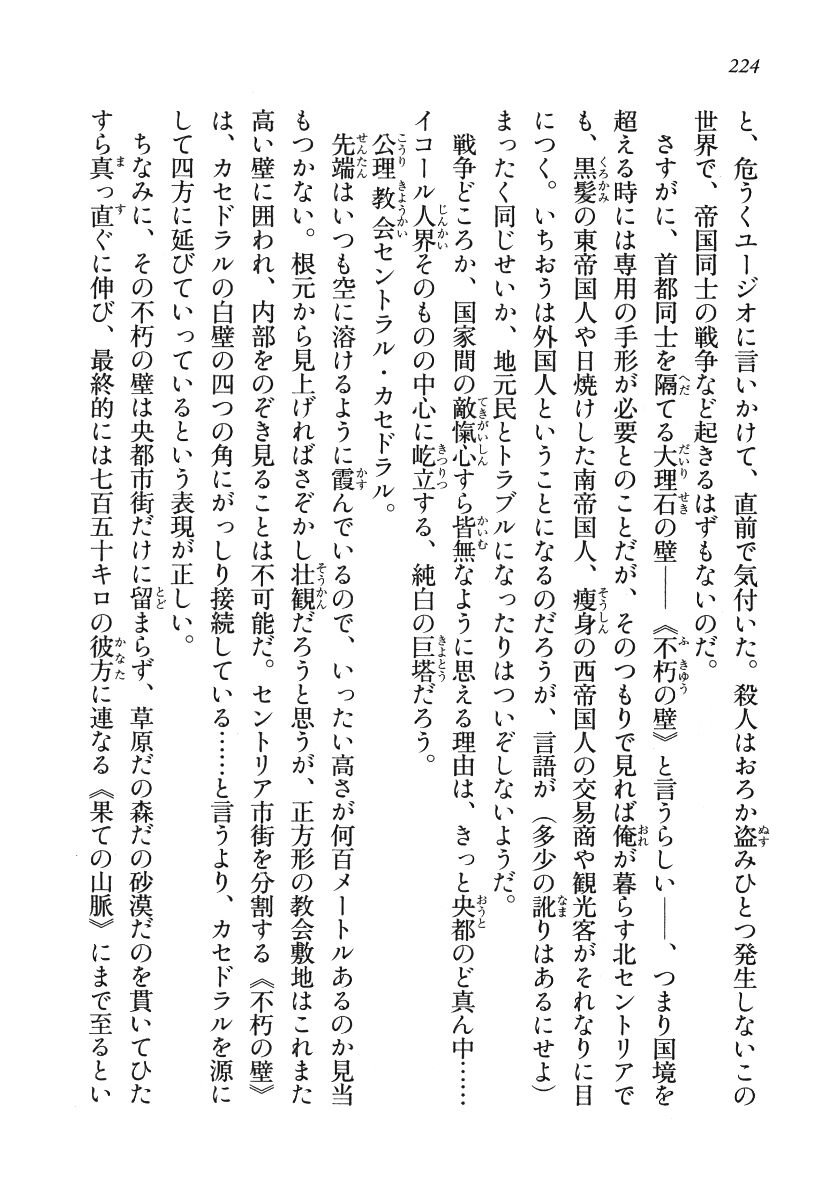 224
と、危うくユージオに言いかけて、直前で気付いた。殺人はおろか盗みひとつ発生しないこの
世界で、帝国同士の戦争など起きるはずもないのだ。
さすがに、首都同士を隔てる大理石の壁——《不朽の壁》と言うらしい——、つまり国境を
超える時には専用の手形が必要とのことだが、そのつもりで見れば俺が暮らす北セントリアで
も、黒髪の東帝国人や日焼けした南帝国人、痩身の西帝国人の交易商や観光客がそれなりに目
につく。いちおうは外国人ということになるのだろうが、言語が（多少の訛りはあるにせよ）
まったく同じせいか、地元民とトラブルになったりはついぞしないようだ。
戦争どころか、国家間の敵愾心すら皆無なように思える理由は、きっと央都のど真ん中……
イコール人界そのものの中心に屹立する、純白の巨塔だろう。
公理教会セントラル・カセドラル。
先端はいつも空に溶けるように霞んでいるので、いったい高さが何百メートルあるのか見当
もつかない。根元から見上げればさぞかし壮観だろうと思うが、正方形の教会敷地はこれまた
高い壁に囲われ、内部をのぞき見ることは不可能だ。セントリア市街を分割する《不朽の壁》
は、カセドラルの白壁の四つの角にがっしり接続している……と言うより、カセドラルを源に
して四方に延びていっているという表現が正しい。
ちなみに、その不朽の壁は央都市街だけに留まらず、草原だの森だの砂漠だのを貫いてひた
すら真っ直ぐに伸び、最終的には七百五十キロの彼方に連なる《果ての山脈》にまで至るとい